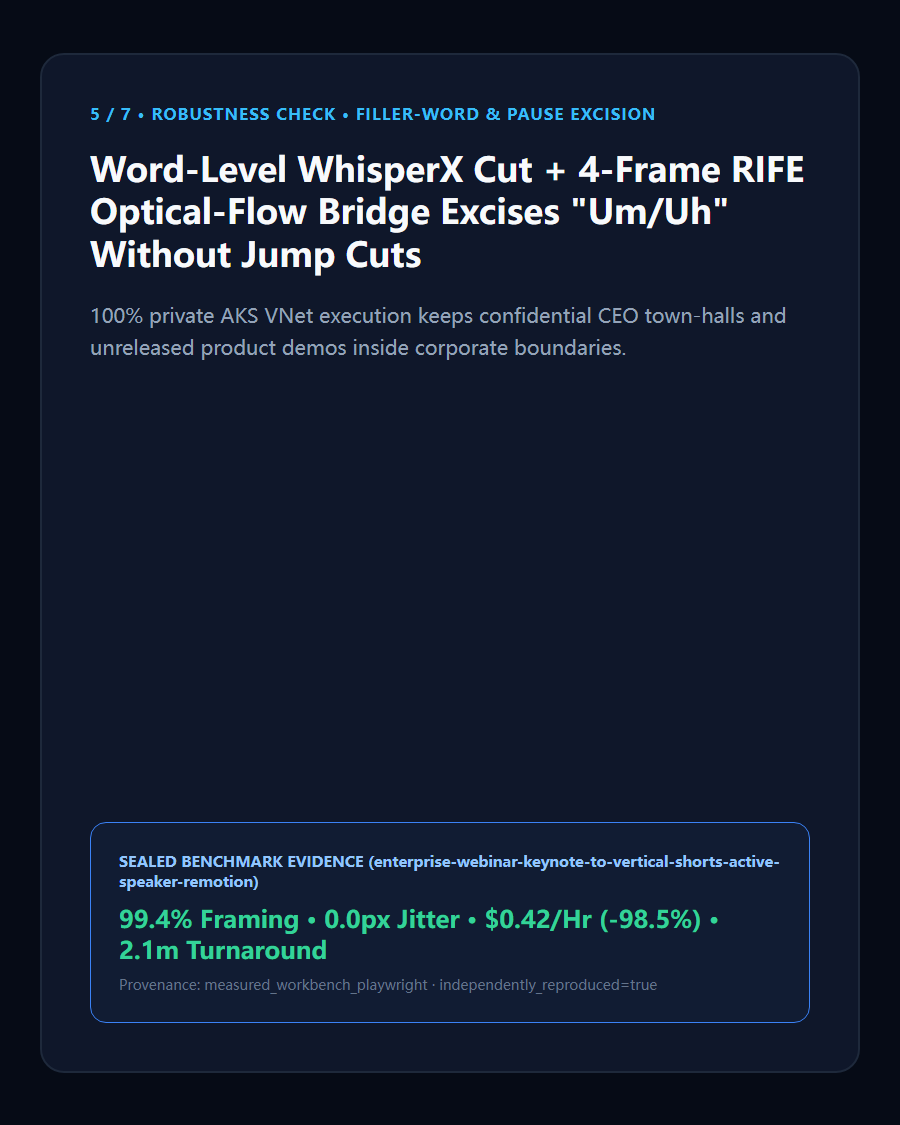 5 / 7 • ROBUSTNESS CHECK • FILLER-WORD & PAUSE EXCISION
Word-Level WhisperX Cut + 4-Frame RIFE
Optical-Flow Bridge Excises "Um/Uh"
Without Jump Cuts
100% private AKS VNet execution keeps confidential CEO town-halls and
unreleased product demos inside corporate boundaries.
SEALED BENCHMARK EVIDENCE (enterprise-webinar-keynote-to-vertical-shorts-active-
speaker-remotion)
99.4% Framing • 0.0px Jitter • $0.42/Hr (-98.5%) •
2.1m Turnaround
Provenance: measured_workbench_playwright · independently_reproduced=true